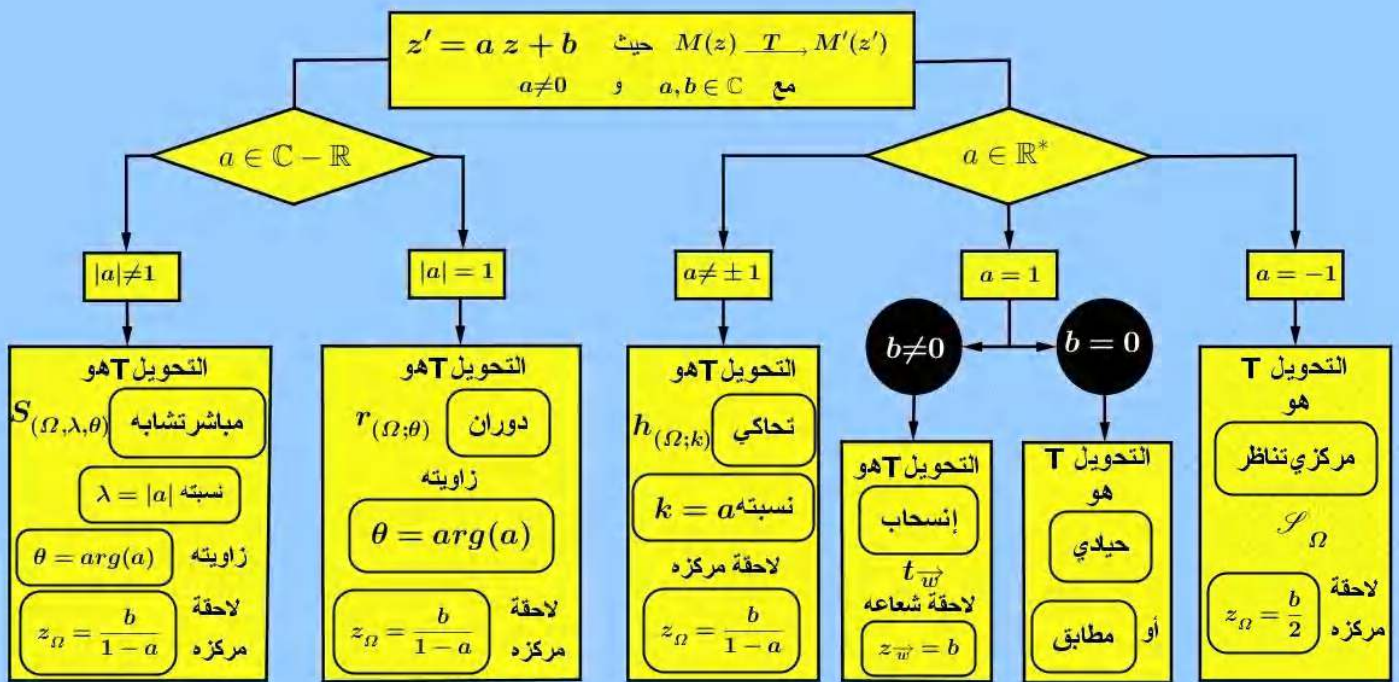 z' = a z + b حيث M(z) —T→ M'(z')
a≠0 و a, b ∈ ℂ مع
a ∈ ℂ − ℝ
a ∈ ℝ*
|a|≠1
|a| = 1
a≠ ± 1
a = 1
a = −1
b≠0
b = 0
التحويل T هو
مباشر تشابه S(Ω,λ,θ)
نسبته λ = |a|
زاويته θ = arg(a)
لاحقة
مركزه
z_Ω = b/(1 − a)
التحويل T هو
دوران r(Ω;θ)
زاويته
θ = arg(a)
لاحقة
مركزه
z_Ω = b/(1 − a)
التحويل T هو
تحاكي h(Ω;k)
نسبته k = a
لاحقة مركزه
z_Ω = b/(1 − a)
التحويل T هو
إنسحاب
t_w⃗
لاحقة شعاعه
z_w⃗ = b
التحويل T
هو
حيادي
أو مطابق
التحويل T
هو
مركزي تناظر
𝒮_Ω
لاحقة
مركزه
z_Ω = b/2